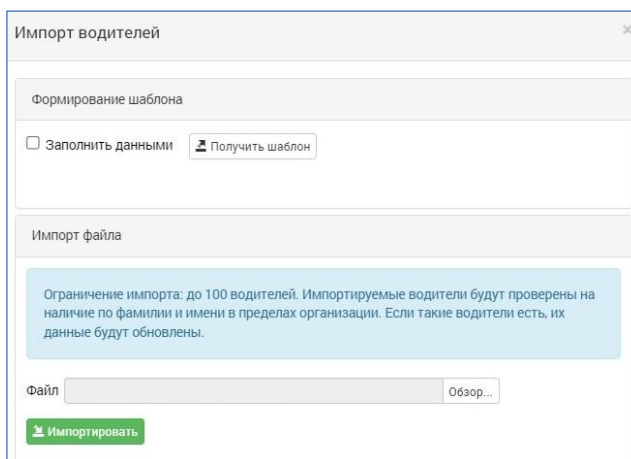 Импорт водителей
×
Формирование шаблона
Заполнить данными
Получить шаблон
Импорт файла
Ограничение импорта: до 100 водителей. Импортируемые водители будут проверены на
наличие по фамилии и имени в пределах организации. Если такие водители есть, их
данные будут обновлены.
Файл
Обзор...
Импортировать